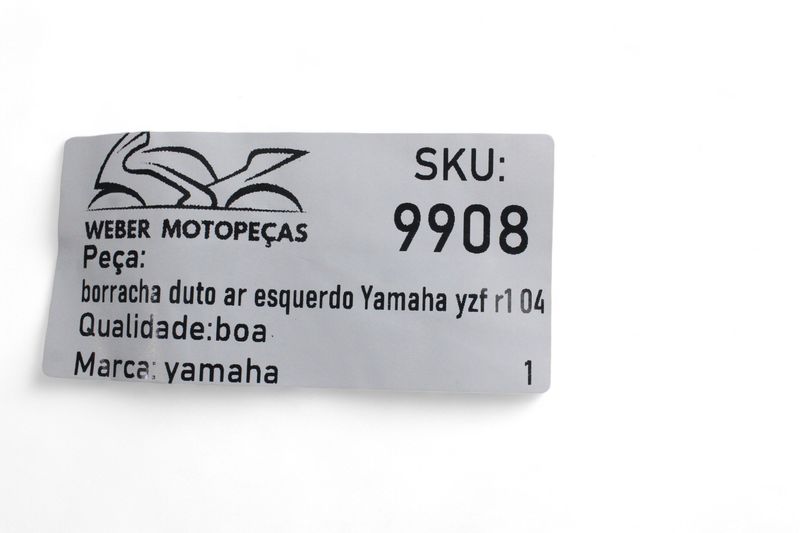 WEBER MOTOPEÇAS
SKU:
9908
Peça:
borracha duto ar esquerdo Yamaha yzf r1 04
Qualidade:boa
Marca: yamaha
1